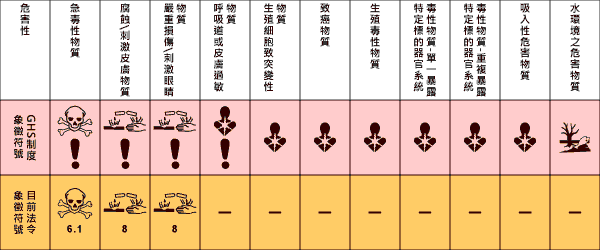 危害性
急毒性物質
腐蝕/刺激皮膚物質
嚴重損傷/刺激眼睛
物質
呼吸道或皮膚過敏
物質
生殖細胞致突變性
物質
致癌物質
生殖毒性物質
特定標的器官系統
毒性物質-單一暴露
特定標的器官系統
毒性物質-重複暴露
吸入性危害物質
水環境之危害物質
GHS制度
象徵符號
目前法令
象徵符號
6.1
8
8